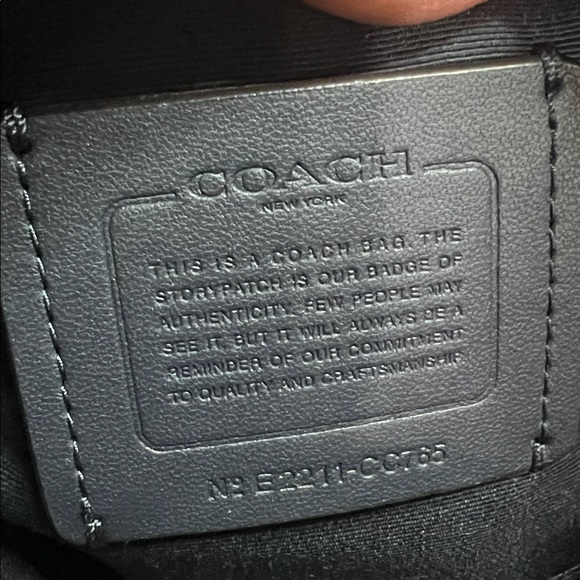 COACH
NEW YORK
THIS IS A COACH BAG. THE
STORYPATCH IS OUR BADGE OF
AUTHENTICITY. FEW PEOPLE MAY
SEE IT, BUT IT WILL ALWAYS BE A
REMINDER OF OUR COMMITMENT
TO QUALITY AND CRAFTSMANSHIP.
Nº E2211-CC765